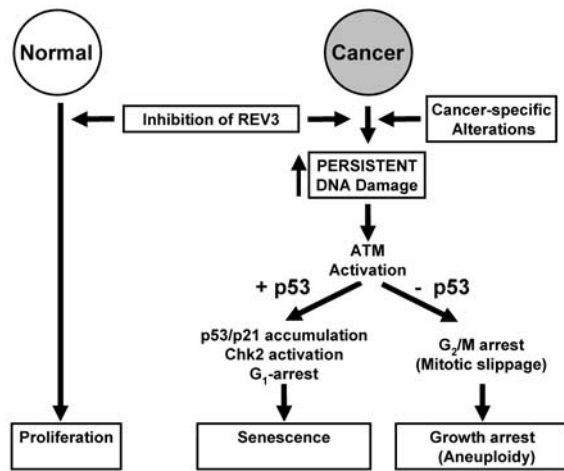 Normal
Cancer
Inhibition of REV3
Cancer-specific
Alterations
PERSISTENT
DNA Damage
ATM
Activation
+ p53
- p53
p53/p21 accumulation
Chk2 activation
G₁-arrest
G₂/M arrest
(Mitotic slippage)
Proliferation
Senescence
Growth arrest
(Aneuploidy)